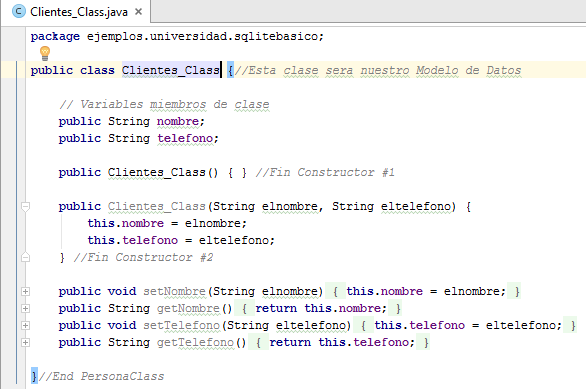 Clientes_Class.java
package ejemplos.universidad.sqlitebasico;
public class Clientes_Class {//Esta clase sera nuestro Modelo de Datos
// Variables miembros de clase
public String nombre;
public String telefono;
public Clientes_Class() { } //Fin Constructor #1
public Clientes_Class(String elnombre, String eltelefono) {
this.nombre = elnombre;
this.telefono = eltelefono;
} //Fin Constructor #2
public void setNombre(String elnombre) { this.nombre = elnombre; }
public String getNombre() { return this.nombre; }
public void setTelefono(String eltelefono) { this.telefono = eltelefono; }
public String getTelefono() { return this.telefono; }
}//End PersonaClass